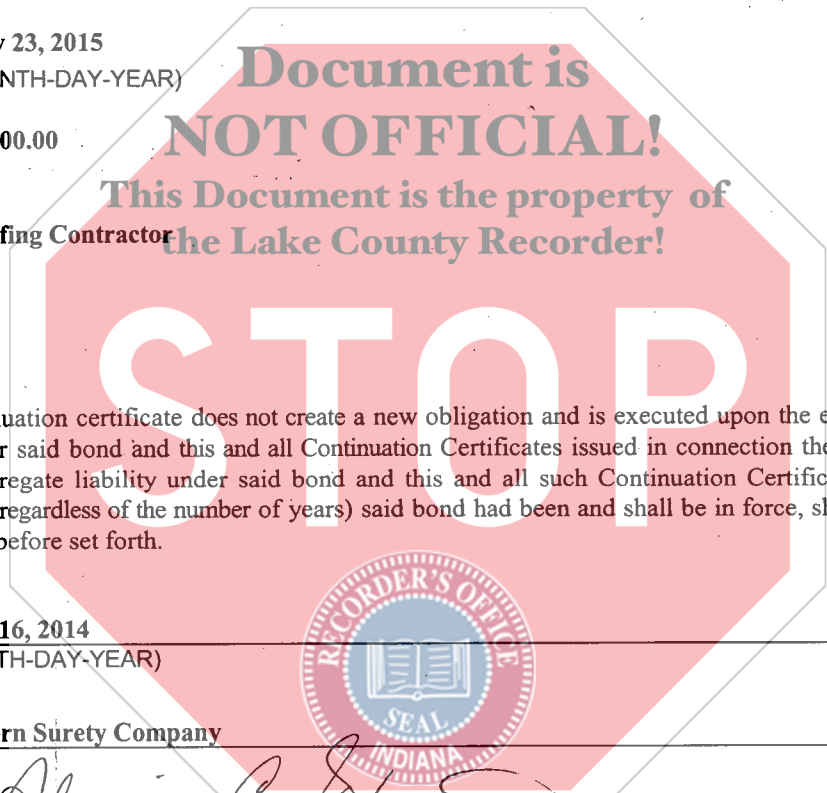 y 23, 2015
NTH-DAY-YEAR)
Document is
NOT OFFICIAL!
00.00
This Document is the property of
the Lake County Recorder!
fing Contractor
STOP
uation certificate does not create a new obligation and is executed upon the e
r said bond and this and all Continuation Certificates issued in connection the
regate liability under said bond and this and all such Continuation Certific
regardless of the number of years) said bond had been and shall be in force, sh
before set forth.
RECORDER'S OFFICE
SEAL
INDIANA
16, 2014
TH-DAY-YEAR)
rn Surety Company